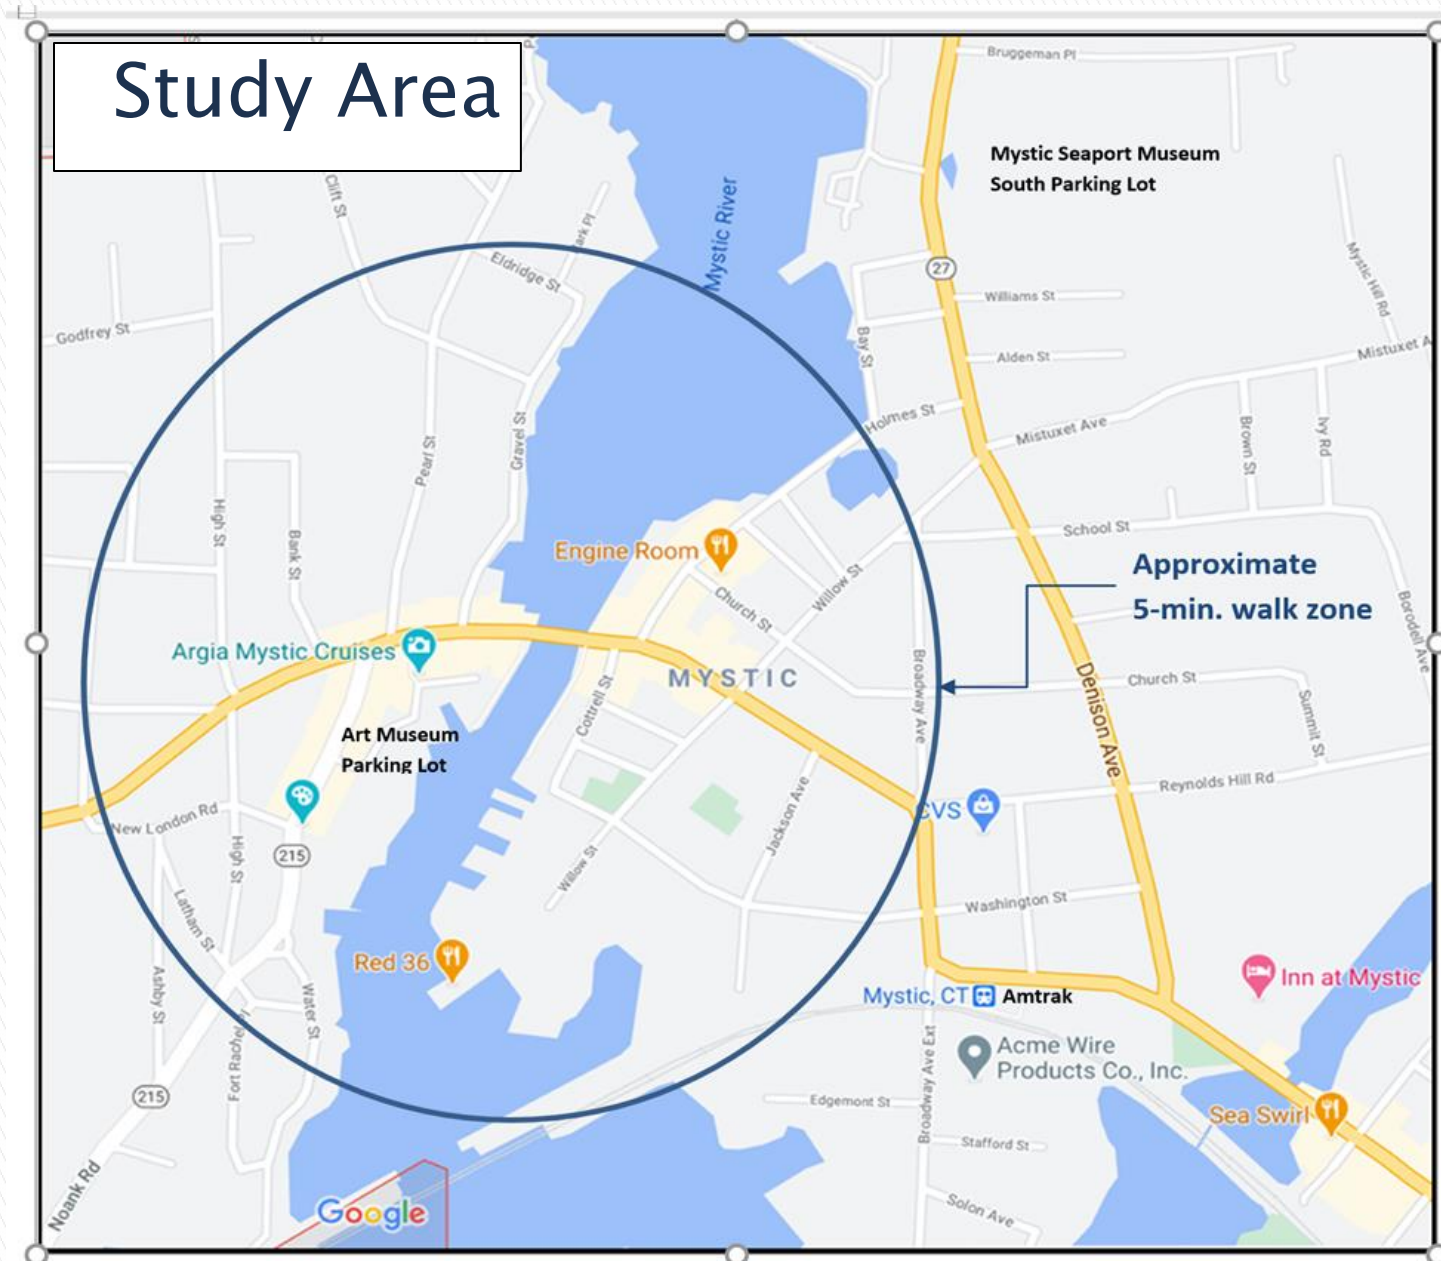 Study Area
Bruggeman Pl
Mystic Seaport Museum
South Parking Lot
Clift St
Mystic River
Eldridge St
27
Mystic Hill Rd
Williams St
Godfrey St
Bay St
Alden St
Mistuxet A
Holmes St
Mistuxet Ave
Pearl St
Gravel St
Brown St
Ivy Rd
High St
Bank St
School St
Engine Room
Approximate
5-min. walk zone
Willow St
Church St
Borodell Ave
Argia Mystic Cruises
MYSTIC
Broadway Ave
Church St
Denison Ave
Cottrell St
Summit St
Art Museum
Parking Lot
Reynolds Hill Rd
New London Rd
CVS
Jackson Ave
High St
215
Willow St
Washington St
Latham St
Red 36
Inn at Mystic
Ashby St
Water St
Mystic, CT
Amtrak
Fort Rachel Pl
Acme Wire
Products Co., Inc.
215
Broadway Ave Ext
Edgemont St
Sea Swirl
Stafford St
Noank Rd
Google
Solon Ave